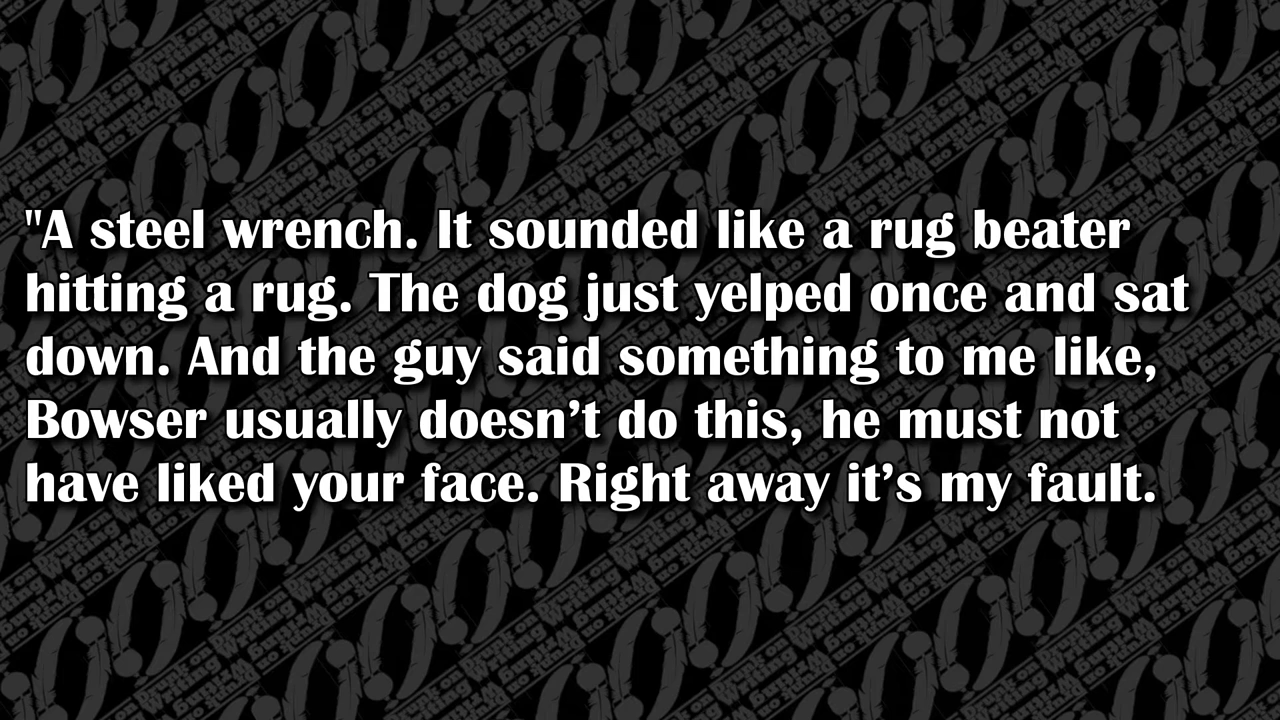 "A steel wrench. It sounded like a rug beater
hitting a rug. The dog just yelped once and sat
down. And the guy said something to me like,
Bowser usually doesn’t do this, he must not
have liked your face. Right away it’s my fault.